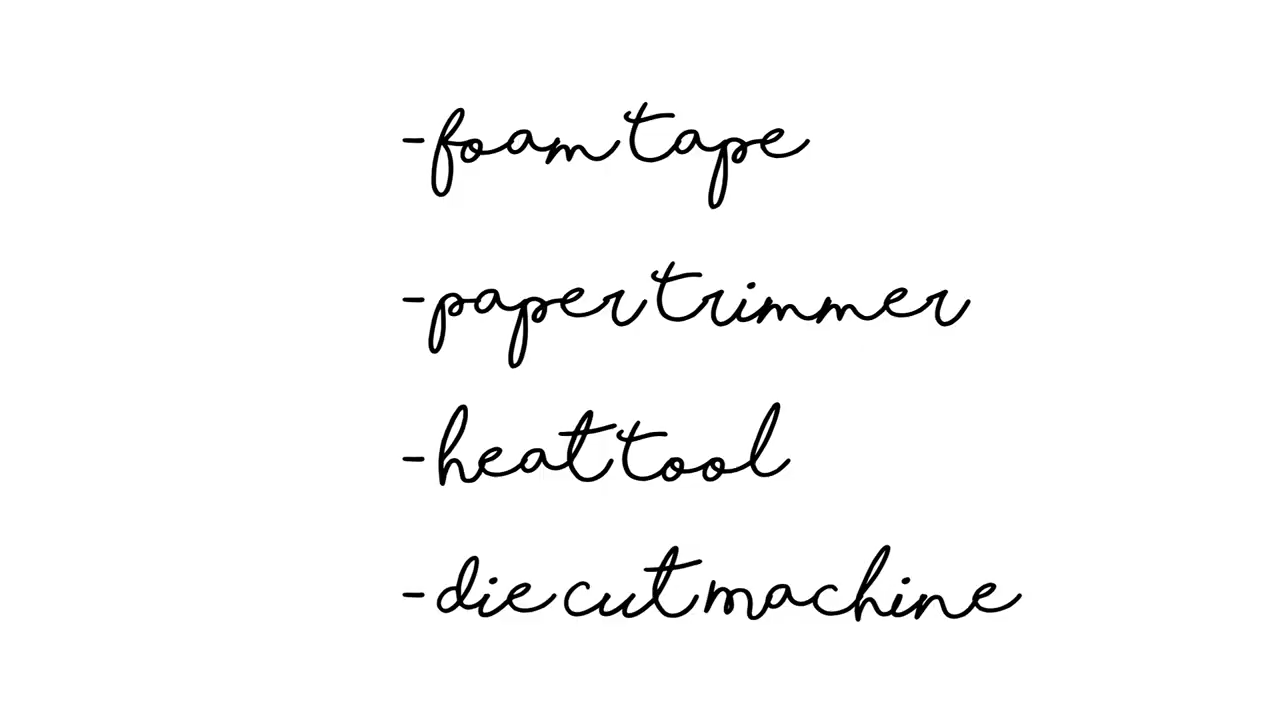 -foam tape
-paper trimmer
-heat tool
-die cut machine